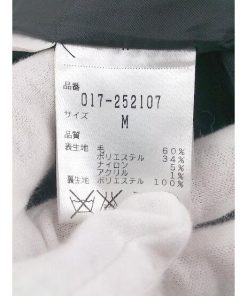 品番
017-252107
サイズ
M
品質
表生地 毛 60%
ポリエステル 34%
ナイロン 5%
アクリル 1%
裏生地 ポリエステル 100%